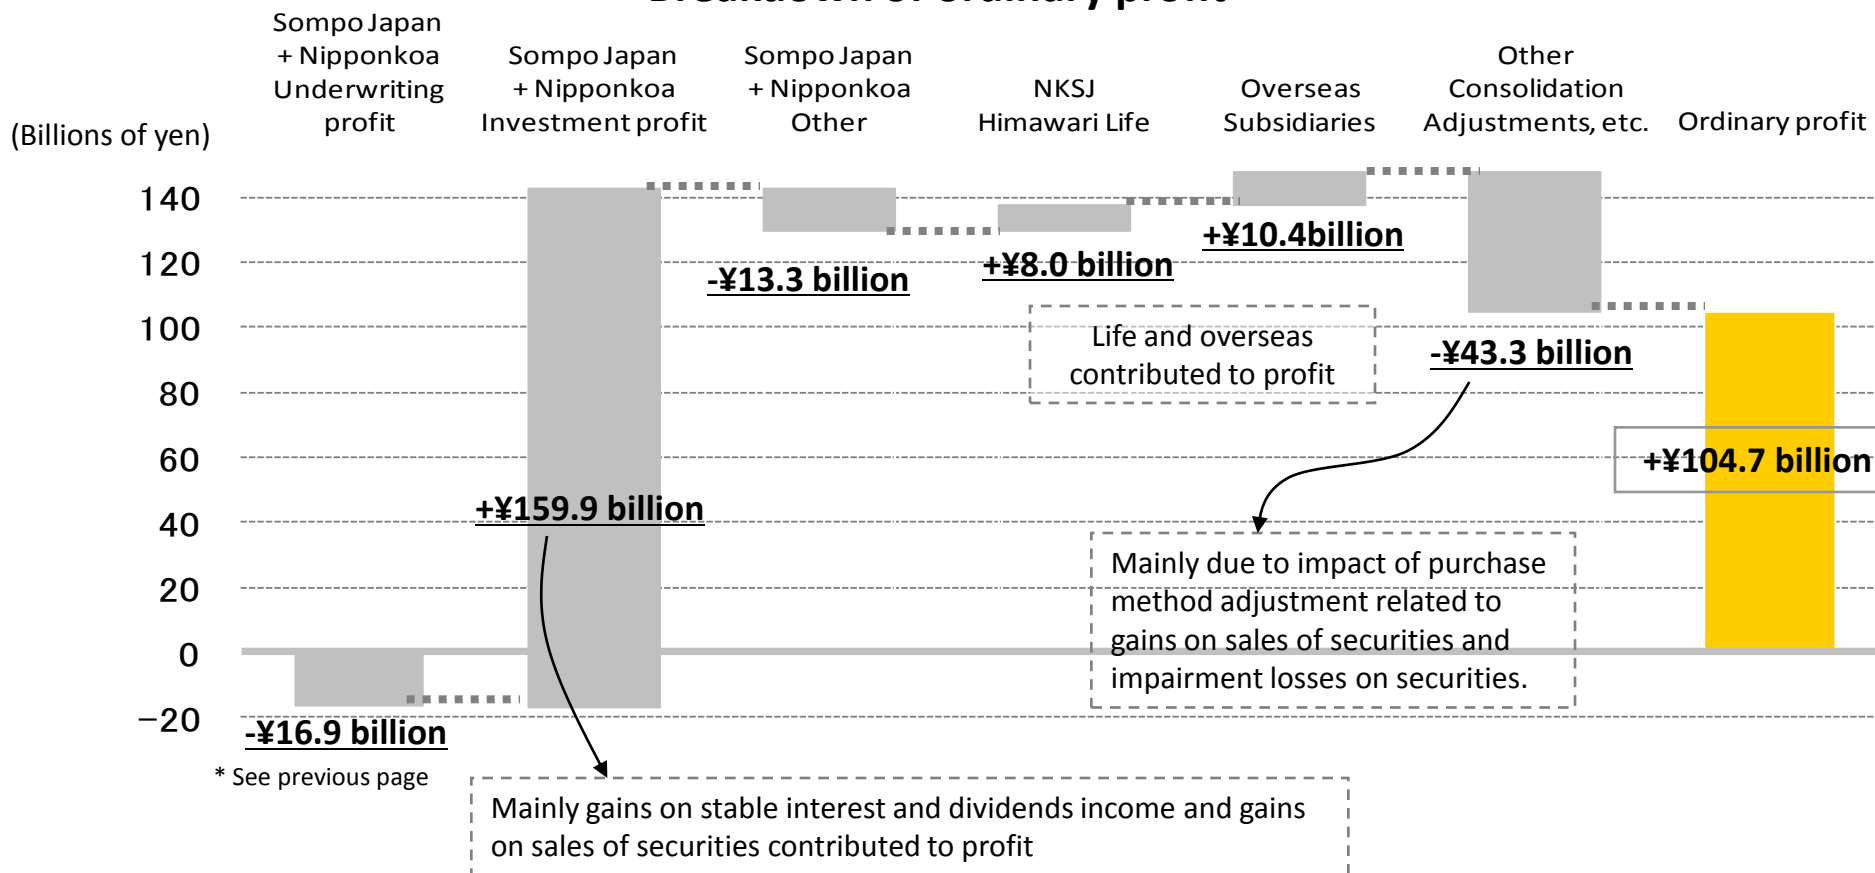 Breakdown of ordinary profit
(Billions of yen)
Sompo Japan
+ Nipponkoa
Underwriting
profit
Sompo Japan
+ Nipponkoa
Investment profit
Sompo Japan
+ Nipponkoa
Other
NKSJ
Himawari Life
Overseas
Subsidiaries
Other
Consolidation
Adjustments, etc.
Ordinary profit
140
120
100
80
60
40
20
0
−20
-¥16.9 billion
* See previous page
+¥159.9 billion
-¥13.3 billion
+¥8.0 billion
+¥10.4billion
-¥43.3 billion
+¥104.7 billion
Life and overseas
contributed to profit
Mainly due to impact of purchase
method adjustment related to
gains on sales of securities and
impairment losses on securities.
Mainly gains on stable interest and dividends income and gains
on sales of securities contributed to profit